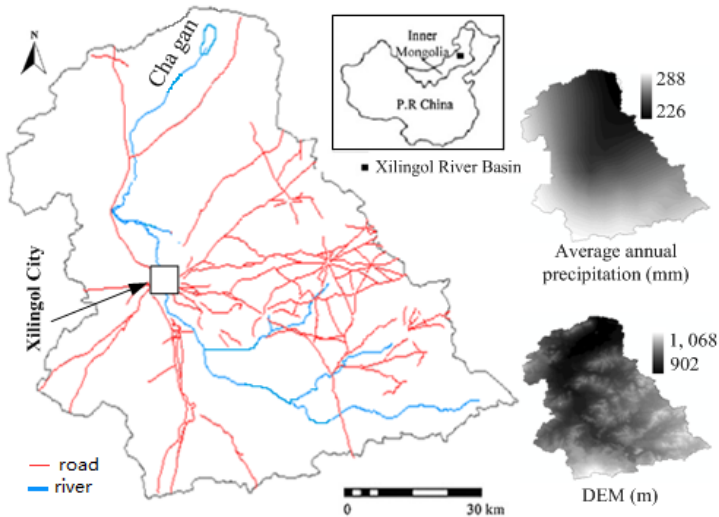 N
Cha gan
Inner
Mongolia
P.R China
Xilingol River Basin
288
226
Average annual
precipitation (mm)
Xilingol City
1, 068
902
DEM (m)
road
river
0 30 km